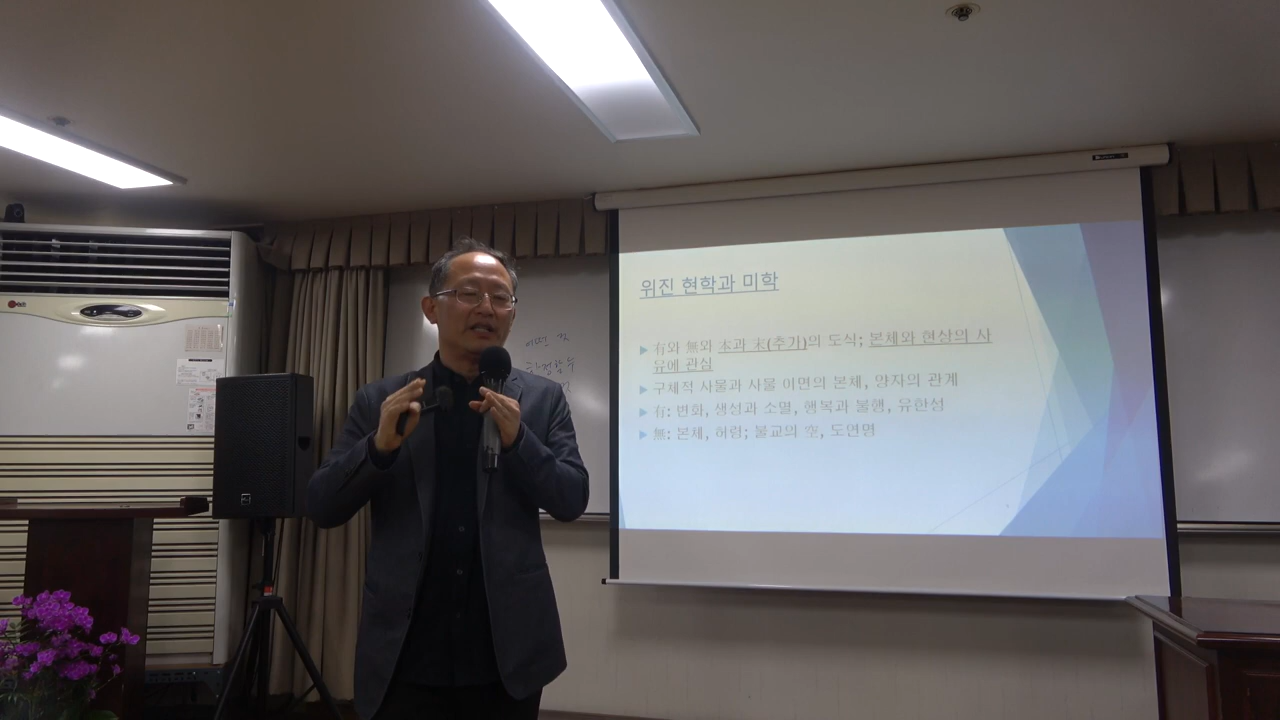 위진 현학과 미학
有와 無와 本과 末(추가)의 도식; 본체와 현상의 사
유에 관심
구체적 사물과 사물 이면의 본체, 양자의 관계
有: 변화, 생성과 소멸, 행복과 불행, 유한성
無: 본체, 허령; 불교의 空, 도연명
어떤